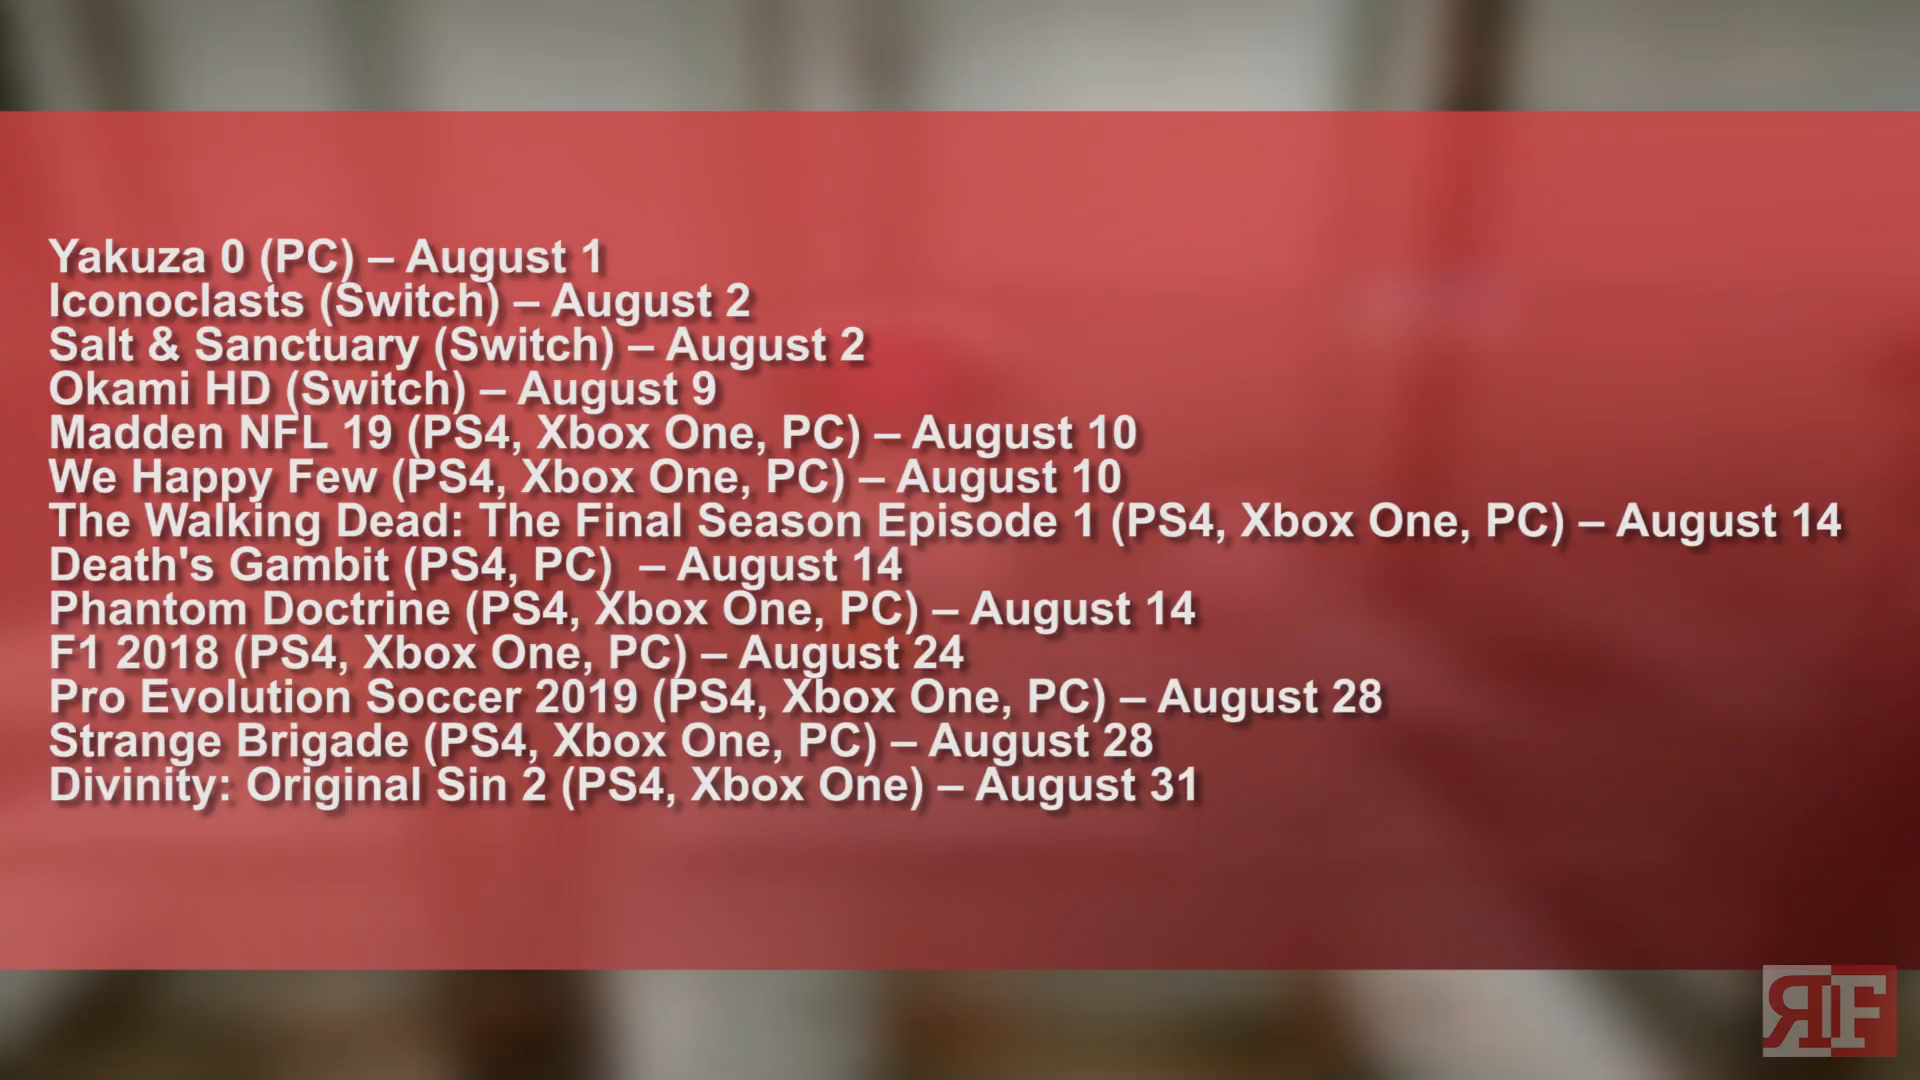 Yakuza 0 (PC) – August 1
Iconoclasts (Switch) – August 2
Salt & Sanctuary (Switch) – August 2
Okami HD (Switch) – August 9
Madden NFL 19 (PS4, Xbox One, PC) – August 10
We Happy Few (PS4, Xbox One, PC) – August 10
The Walking Dead: The Final Season Episode 1 (PS4, Xbox One, PC) – August 14
Death's Gambit (PS4, PC)  – August 14
Phantom Doctrine (PS4, Xbox One, PC) – August 14
F1 2018 (PS4, Xbox One, PC) – August 24
Pro Evolution Soccer 2019 (PS4, Xbox One, PC) – August 28
Strange Brigade (PS4, Xbox One, PC) – August 28
Divinity: Original Sin 2 (PS4, Xbox One) – August 31
RF